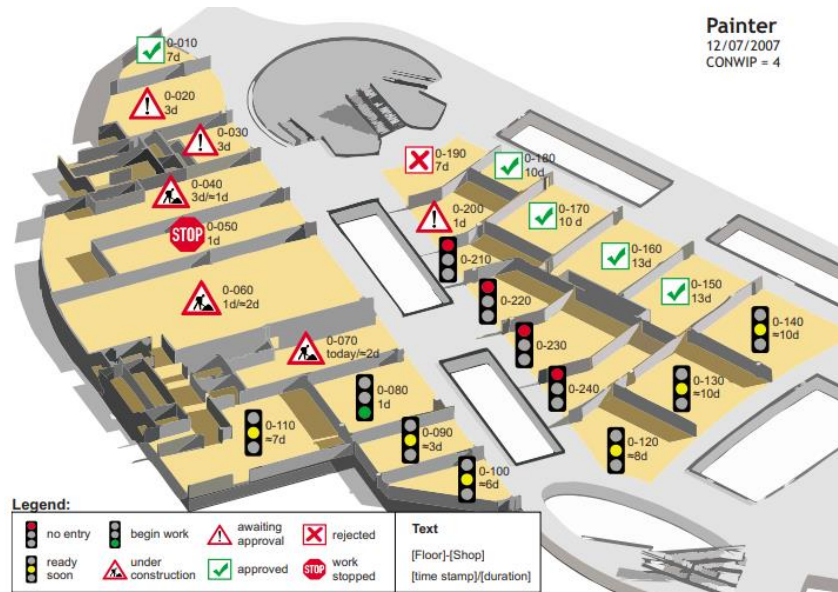 Painter
12/07/2007
CONWIP = 4
0-010
7d
0-020
3d
0-030
3d
0-040
3d/≈1d
STOP
0-050
1d
0-060
1d/≈2d
0-070
today/≈2d
0-080
1d
0-090
≈3d
0-100
≈6d
0-110
≈7d
0-190
7d
0-180
10d
0-200
1d
0-170
10 d
0-210
0-160
13d
0-220
0-150
13d
0-230
0-140
≈10d
0-240
0-130
≈10d
0-120
≈8d
Legend:
no entry
begin work
awaiting
approval
rejected
ready
soon
under
construction
approved
STOP
work
stopped
Text
[Floor]-[Shop]
[time stamp]/[duration]